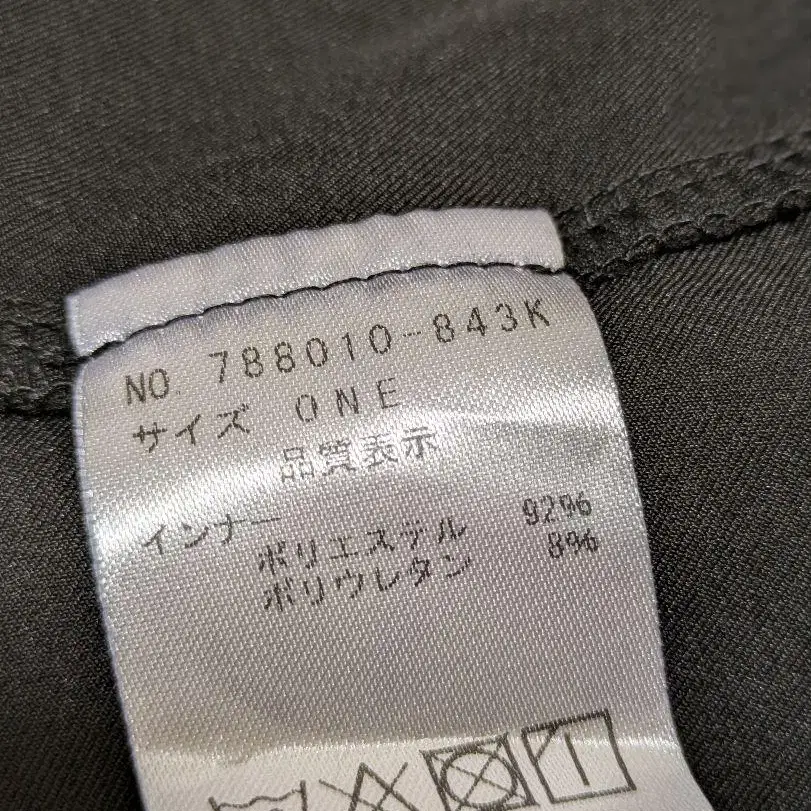 NO. 788010-843K
サイズ ONE
品質表示
インナー
ポリエステル 92%
ポリウレタン 8%